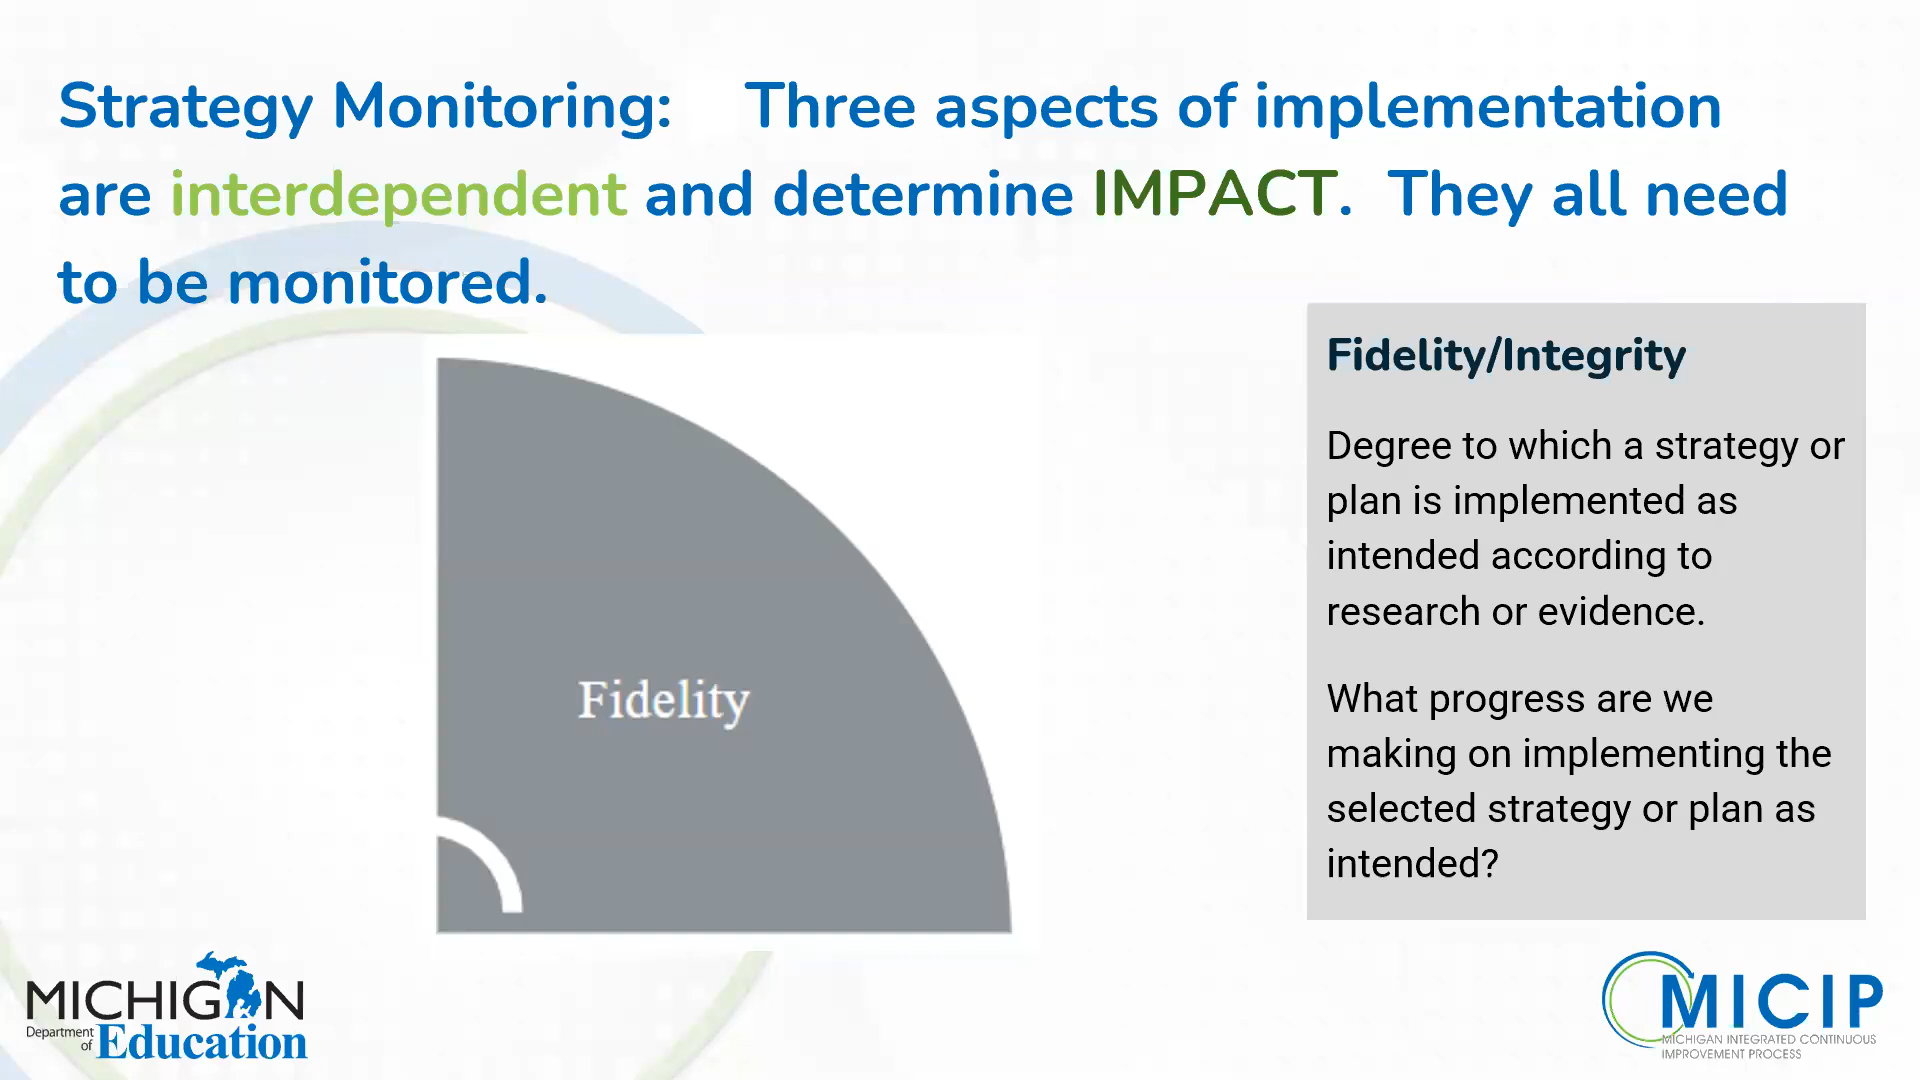 Strategy Monitoring: Three aspects of implementation
are interdependent and determine IMPACT. They all need
to be monitored.
Fidelity/Integrity
Degree to which a strategy or
plan is implemented as
intended according to
research or evidence.
What progress are we
making on implementing the
selected strategy or plan as
intended?
Fidelity
MICHIGAN
Department
of Education
MICIP
MICHIGAN INTEGRATED CONTINUOUS
IMPROVEMENT PROCESS